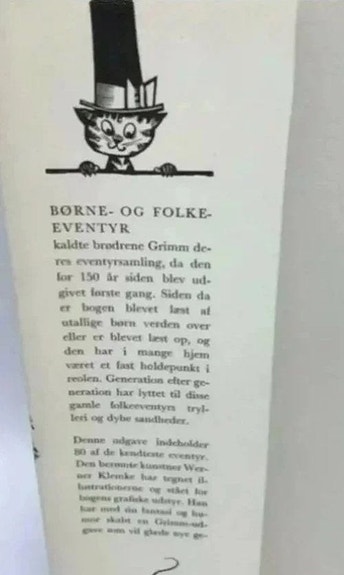 BØRNE- OG FOLKE-
EVENTYR
kaldte brødrene Grimm de-
res eventyrsamling, da den
for 150 år siden blev ud-
givet første gang. Siden da
er bogen blevet læst af
utallige børn verden over
eller er blevet læst op, og
den har i mange hjem
været et fast holdepunkt i
reolen. Generation efter ge-
neration har lyttet til disse
gamle folkeeventyrs tryl-
leri og dybe sandheder.
Denne udgave indeholder
80 af de kendteste eventyr.
Den berømte kunstner Wer-
ner Klemke har tegnet il-
lustrationerne og stået for
bogens grafiske udstyr. Han
har med sin fantasi og hu-
mor skabt en Grimm-ud-
gave som vil glæde nye ge-